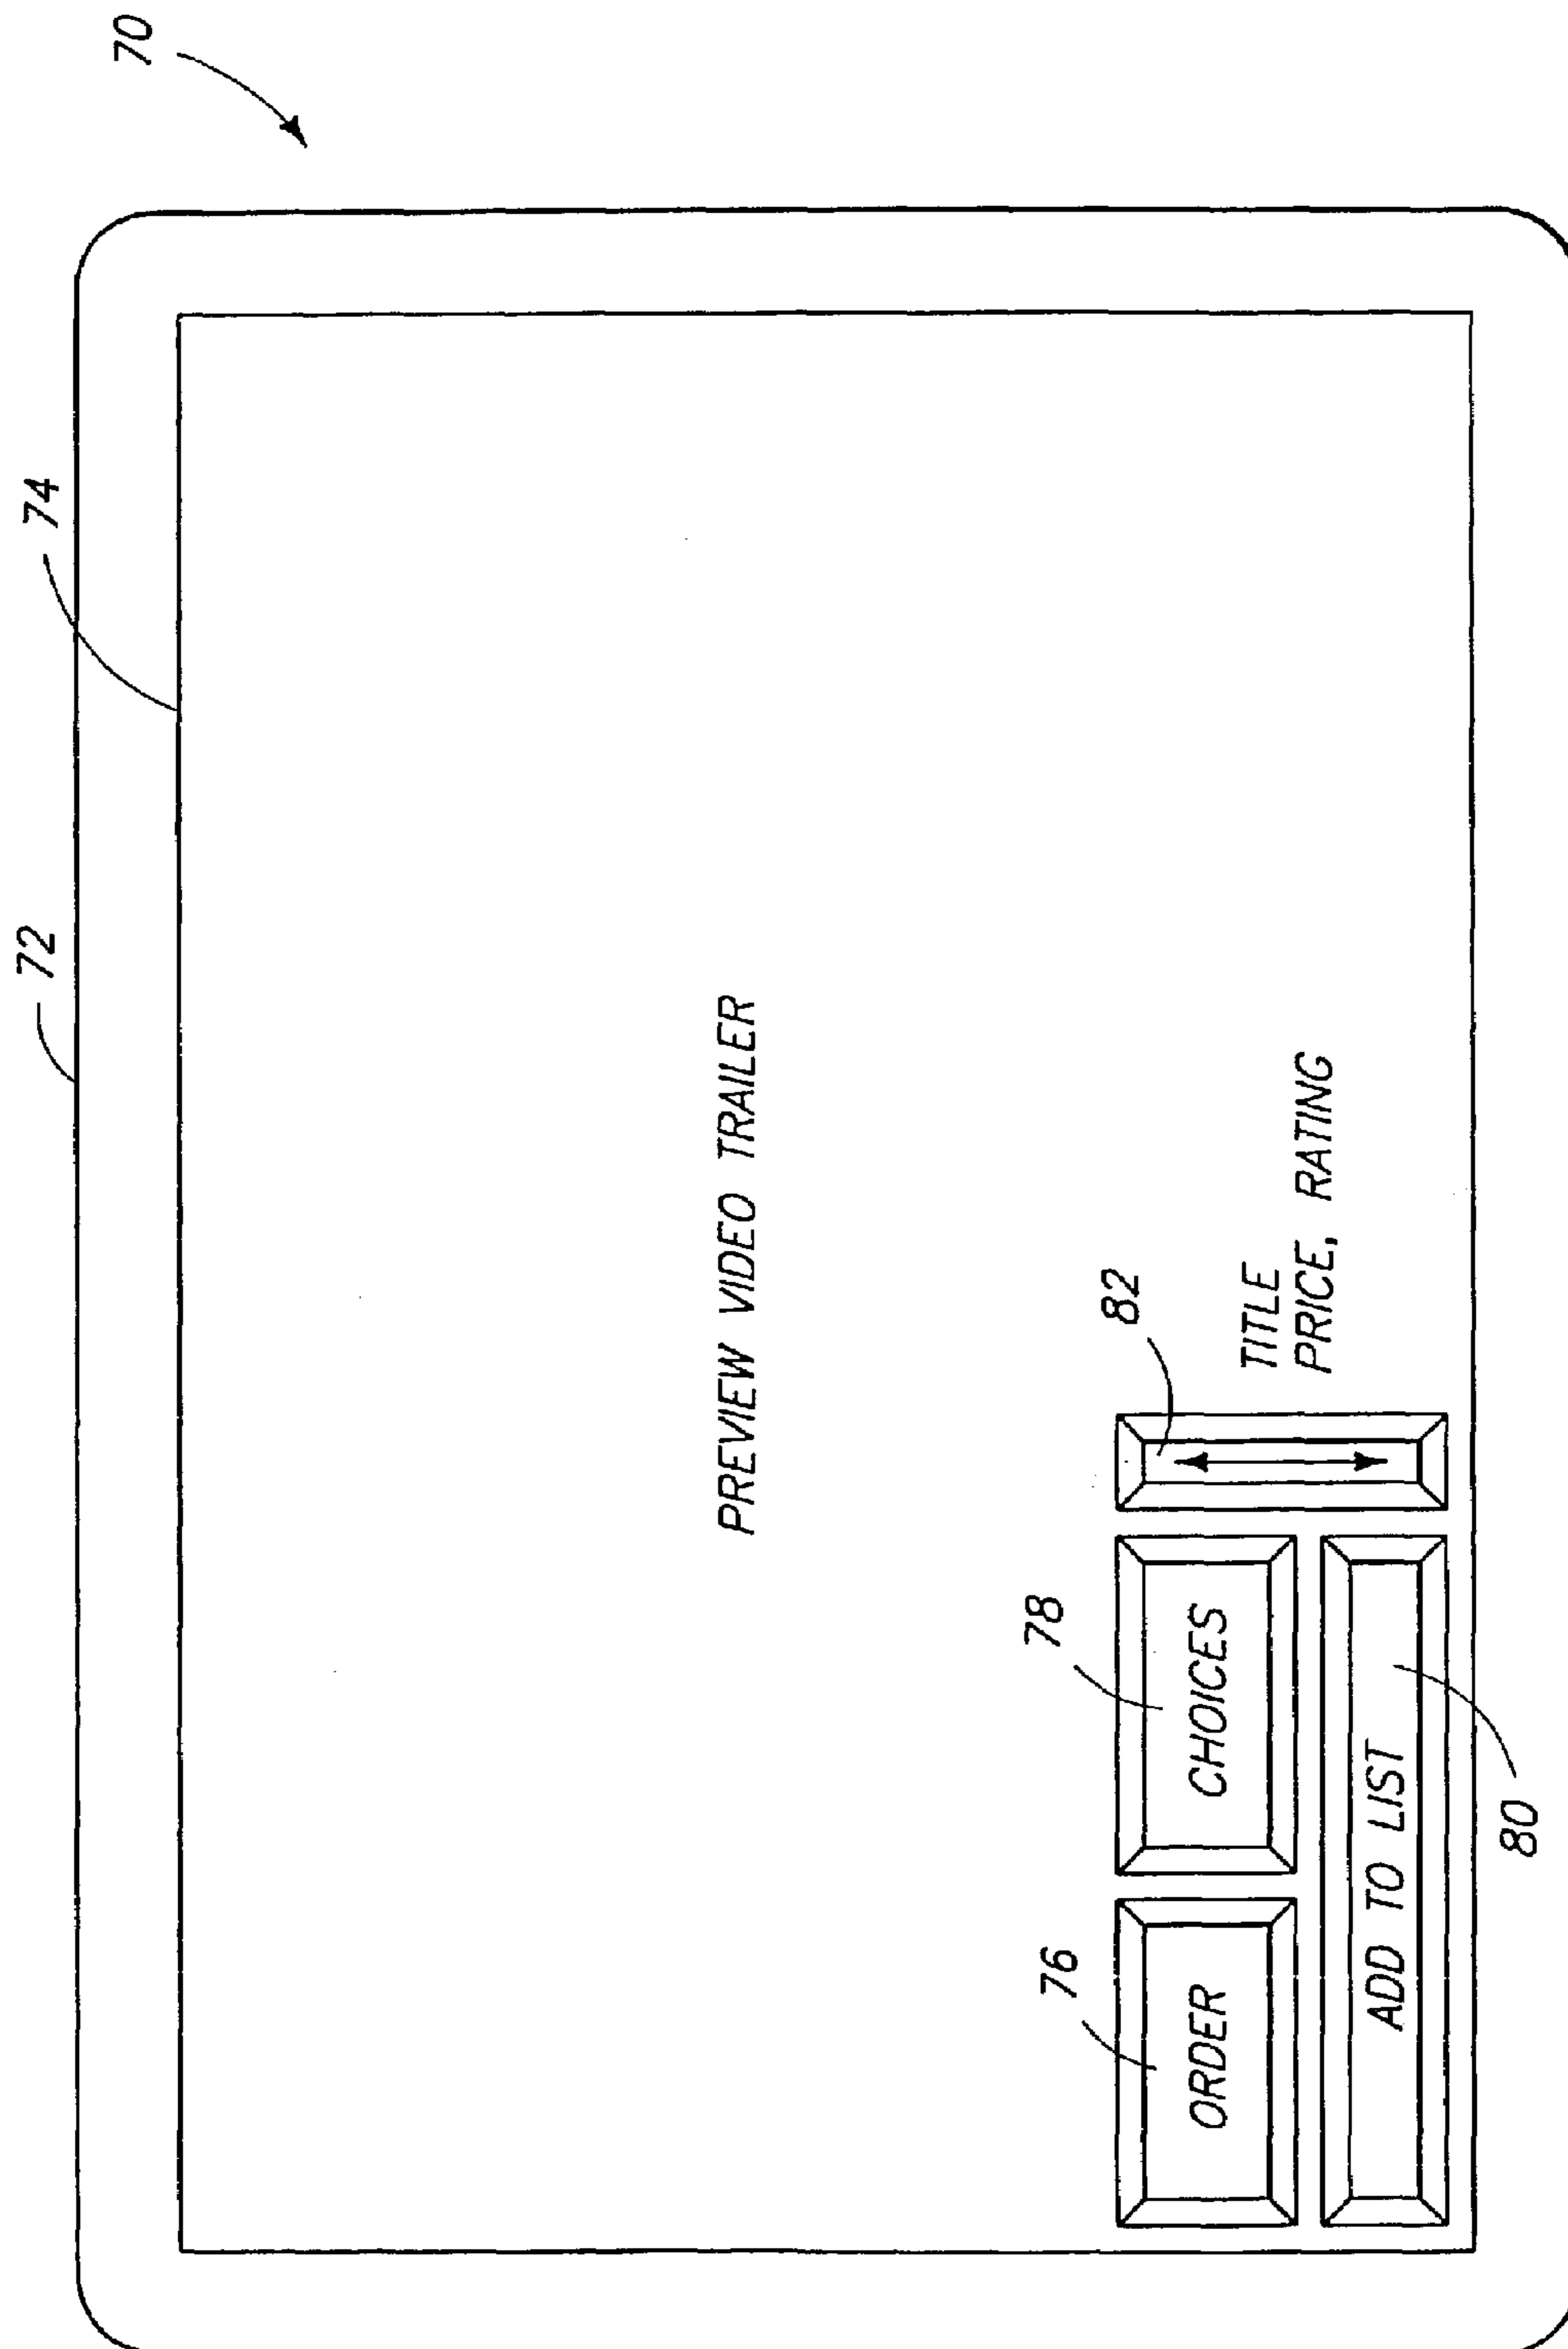 70
72
74
PREVIEW VIDEO TRAILER
76
78
82
ORDER
CHOICES
TITLE
PRICE, RATING
ADD TO LIST
80